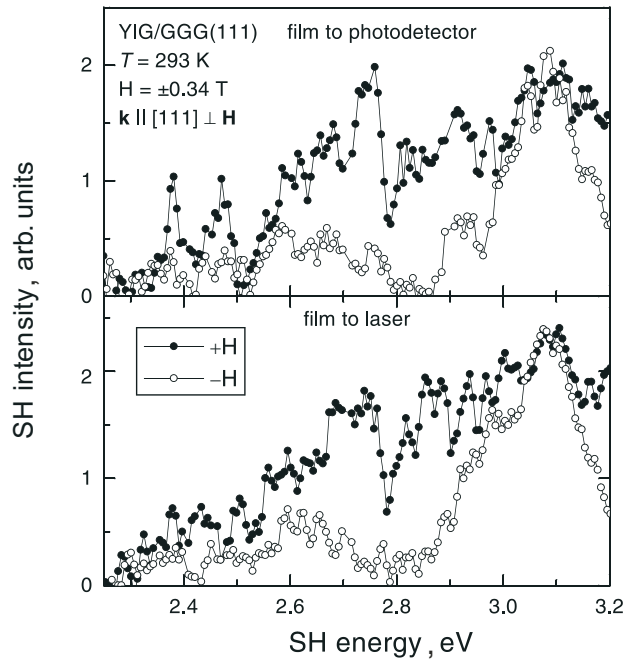 YIG/GGG(111) film to photodetector
T = 293 K
H = ±0.34 T
k || [111] ⊥ H
2
1
0
film to laser
+H
−H
2
1
0
2.4 2.6 2.8 3.0 3.2
SH energy , eV
SH intensity, arb. units